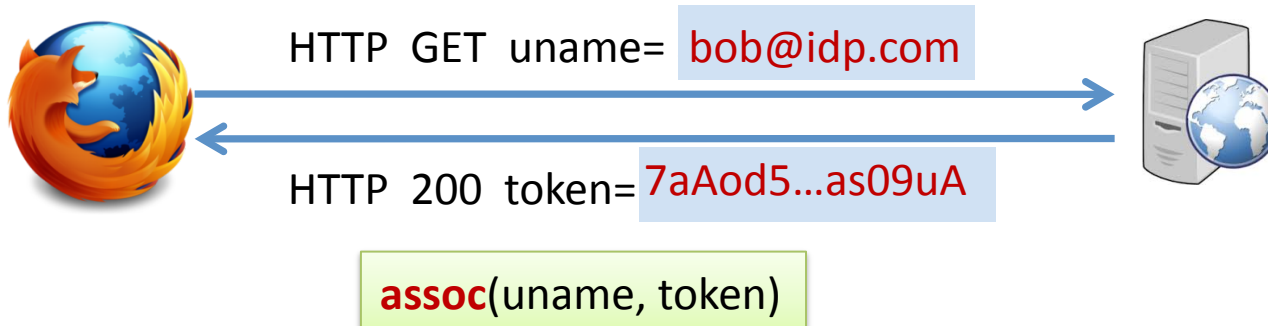 HTTP GET uname= bob@idp.com
HTTP 200 token= 7aAod5...as09uA
assoc(uname, token)